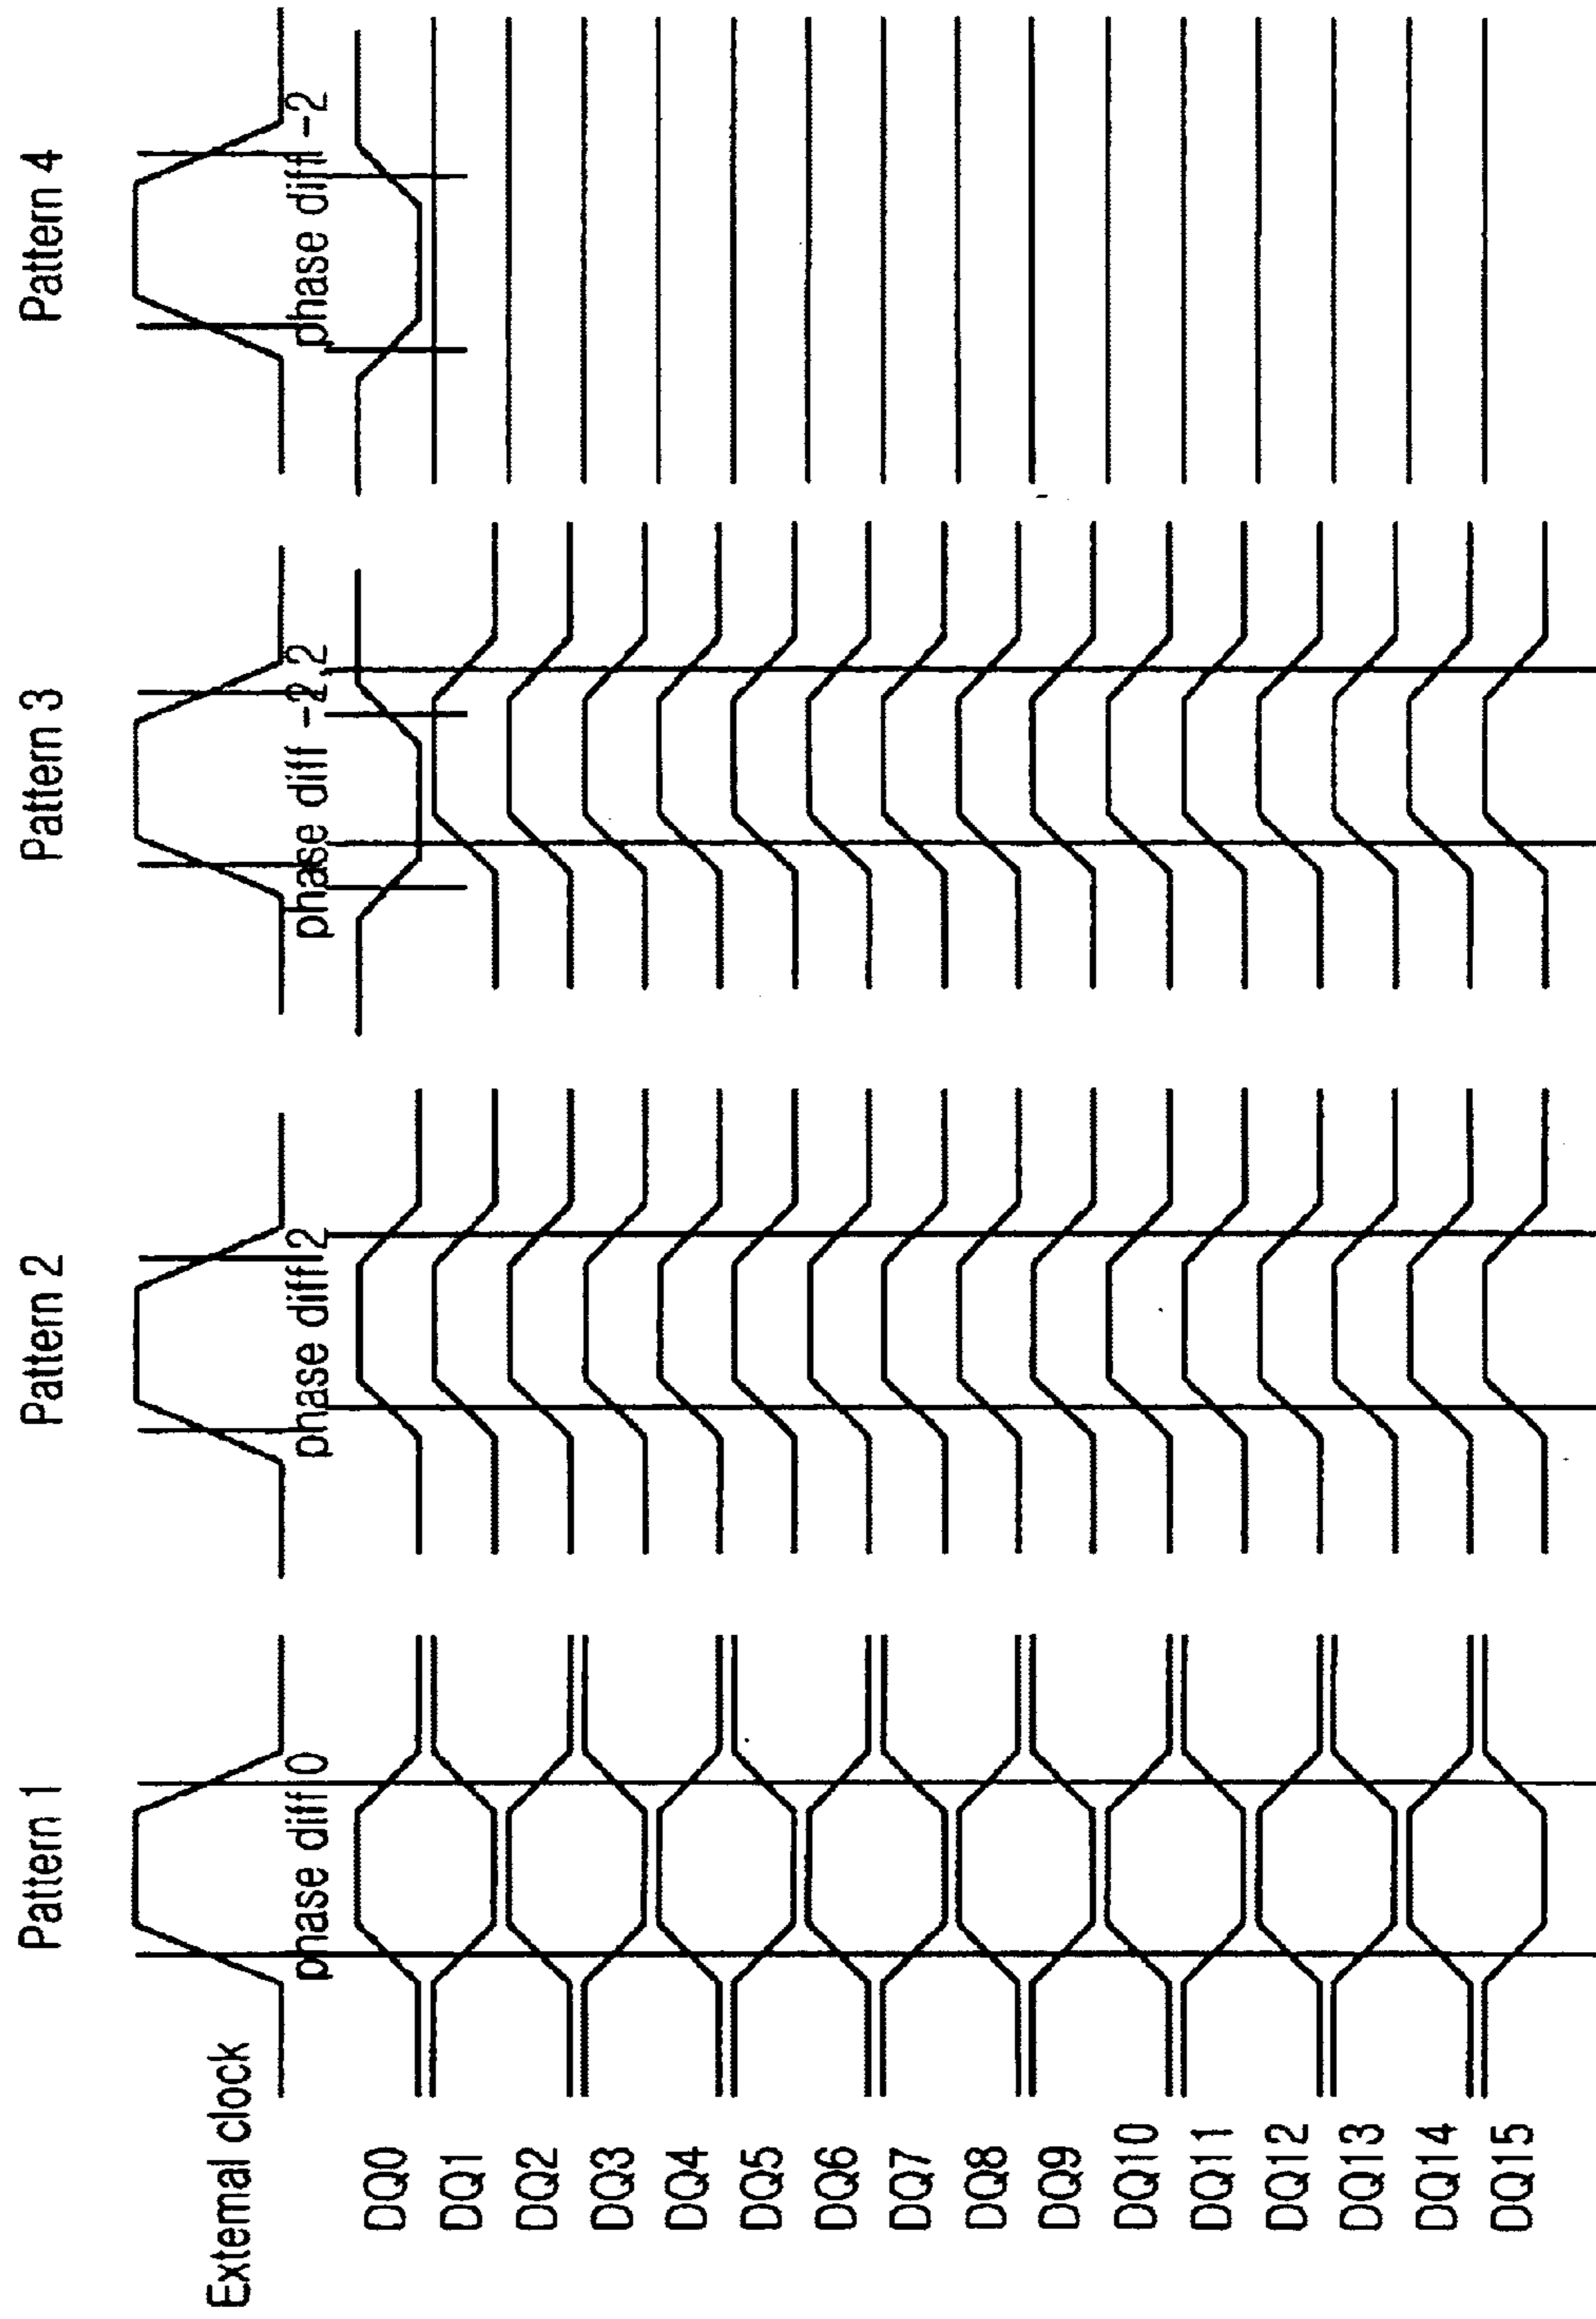 Pattern 1
Pattern 2
Pattern 3
Pattern 4
External clock
phase diff 0
phase diff 2
phase diff -2 2
phase diff -2
DQ0
DQ1
DQ2
DQ3
DQ4
DQ5
DQ6
DQ7
DQ8
DQ9
DQ10
DQ11
DQ12
DQ13
DQ14
DQ15